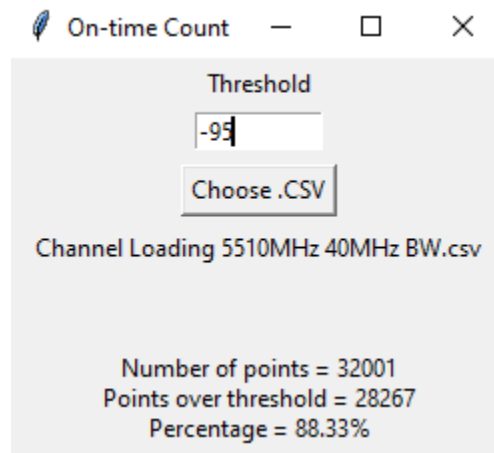 On-time Count
Threshold
-95
Choose .CSV
Channel Loading 5510MHz 40MHz BW.csv
Number of points = 32001
Points over threshold = 28267
Percentage = 88.33%